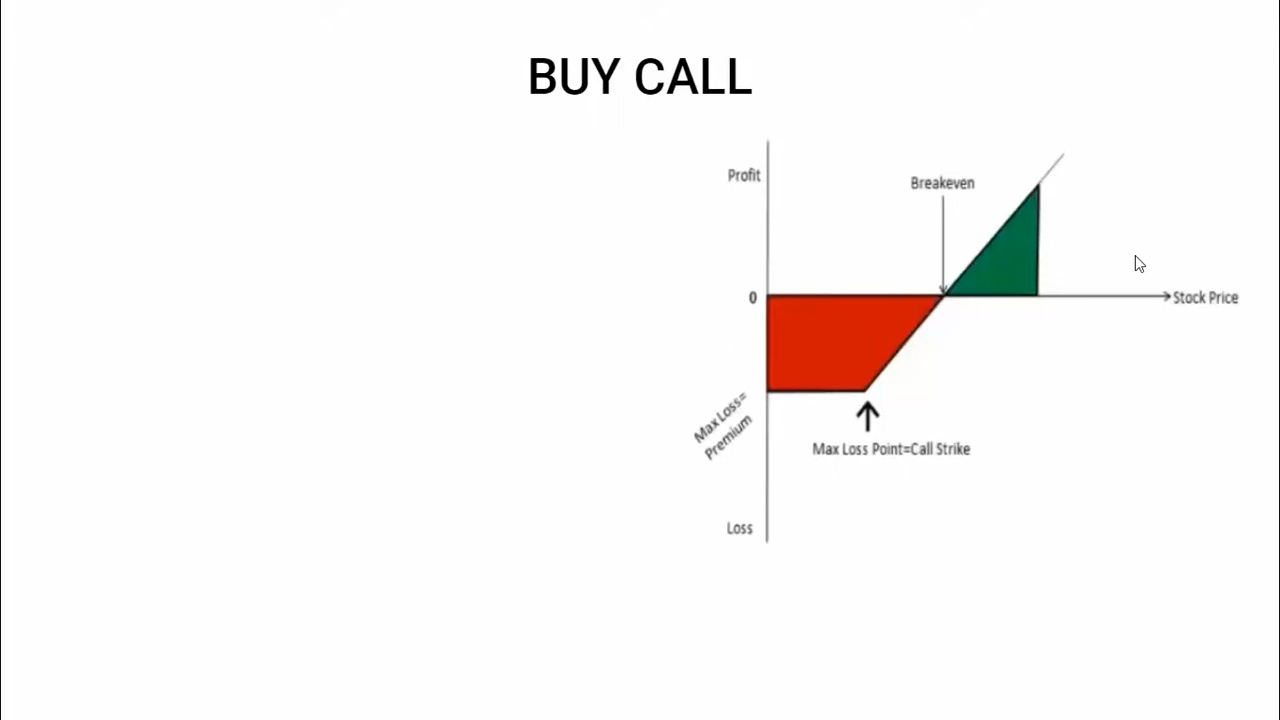 BUY CALL
Profit
Breakeven
0
Stock Price
Max Loss=
Premium
Max Loss Point=Call Strike
Loss